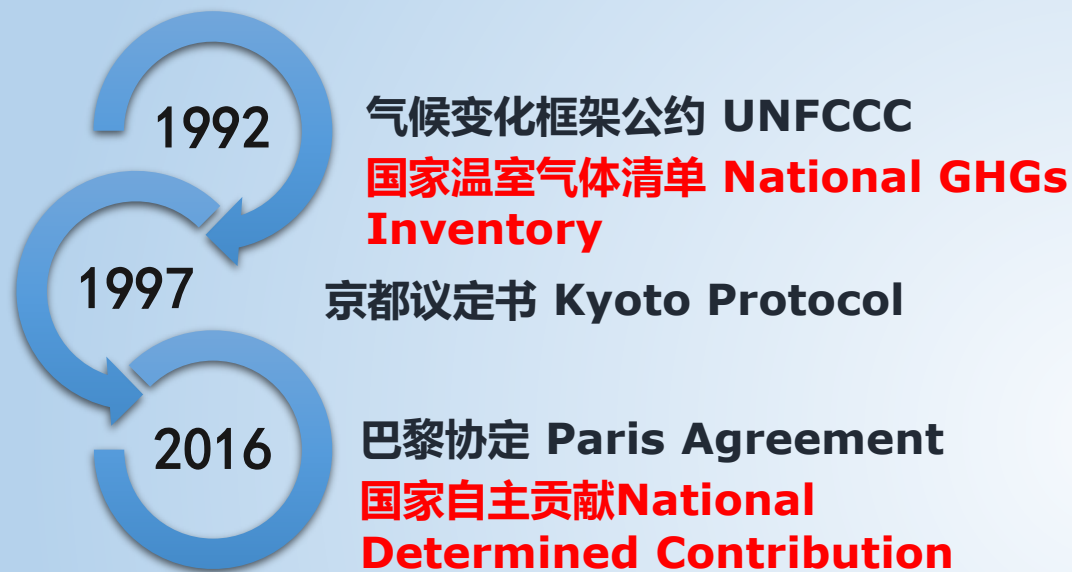 1992
气候变化框架公约 UNFCCC
国家温室气体清单 National GHGs
Inventory
1997
京都议定书 Kyoto Protocol
2016
巴黎协定 Paris Agreement
国家自主贡献National
Determined Contribution